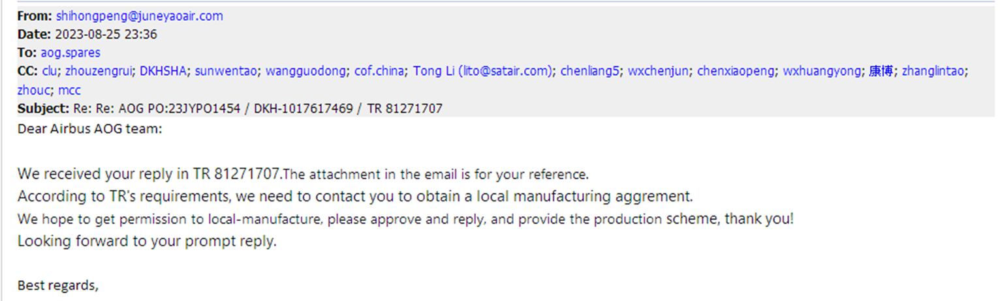 From: shihongpeng@juneyaoair.com
Date: 2023-08-25 23:36
To: aog.spares
CC: clu; zhouzengrui; DKHSHA; sunwentao; wangguodong; cof.china; Tong Li (lito@satair.com); chenliang5; wxchenjun; chenxiaopeng; wxhuangyong; 康博; zhanglintao;
zhouc; mcc
Subject: Re: Re: AOG PO:23JYPO1454 / DKH-1017617469 / TR 81271707
Dear Airbus AOG team:
We received your reply in TR 81271707.The attachment in the email is for your reference.
According to TR's requirements, we need to contact you to obtain a local manufacturing aggrement.
We hope to get permission to local-manufacture, please approve and reply, and provide the production scheme, thank you!
Looking forward to your prompt reply.
Best regards,